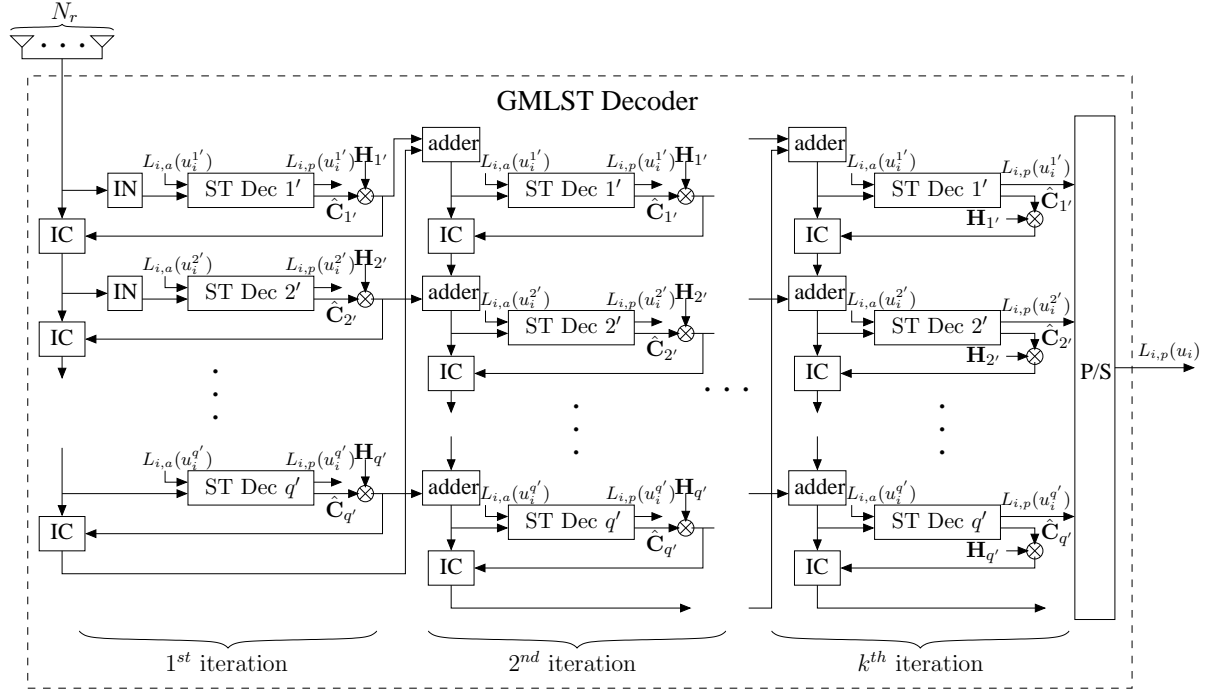 N_r
GMLST Decoder
L_{i,a}(u_i^{1'})
L_{i,p}(u_i^{1'})
H_{1'}
IN
ST Dec 1′
Ĉ_{1'}
IC
L_{i,a}(u_i^{2'})
L_{i,p}(u_i^{2'})
H_{2'}
IN
ST Dec 2′
Ĉ_{2'}
IC
L_{i,a}(u_i^{q'})
L_{i,p}(u_i^{q'})
H_{q'}
ST Dec q′
Ĉ_{q'}
IC
1^{st} iteration
adder
L_{i,a}(u_i^{1'})
L_{i,p}(u_i^{1'})
H_{1'}
ST Dec 1′
Ĉ_{1'}
IC
adder
L_{i,a}(u_i^{2'})
L_{i,p}(u_i^{2'})
H_{2'}
ST Dec 2′
Ĉ_{2'}
IC
adder
L_{i,a}(u_i^{q'})
L_{i,p}(u_i^{q'})
H_{q'}
ST Dec q′
Ĉ_{q'}
IC
2^{nd} iteration
adder
L_{i,a}(u_i^{1'})
L_{i,p}(u_i^{1'})
ST Dec 1′
Ĉ_{1'}
H_{1'}
IC
adder
L_{i,a}(u_i^{2'})
L_{i,p}(u_i^{2'})
ST Dec 2′
Ĉ_{2'}
H_{2'}
IC
adder
L_{i,a}(u_i^{q'})
L_{i,p}(u_i^{q'})
ST Dec q′
Ĉ_{q'}
H_{q'}
IC
k^{th} iteration
P/S
L_{i,p}(u_i)